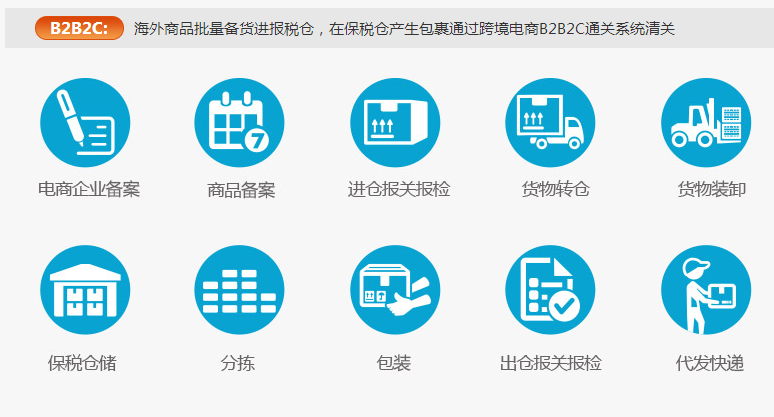 B2B2C: 海外商品批量备货进报税仓，在保税仓产生包裹通过跨境电商B2B2C通关系统清关
7
电商企业备案 商品备案 进仓报关报检 货物转仓 货物装卸
保税仓储 分拣 包装 出仓报关报检 代发快递